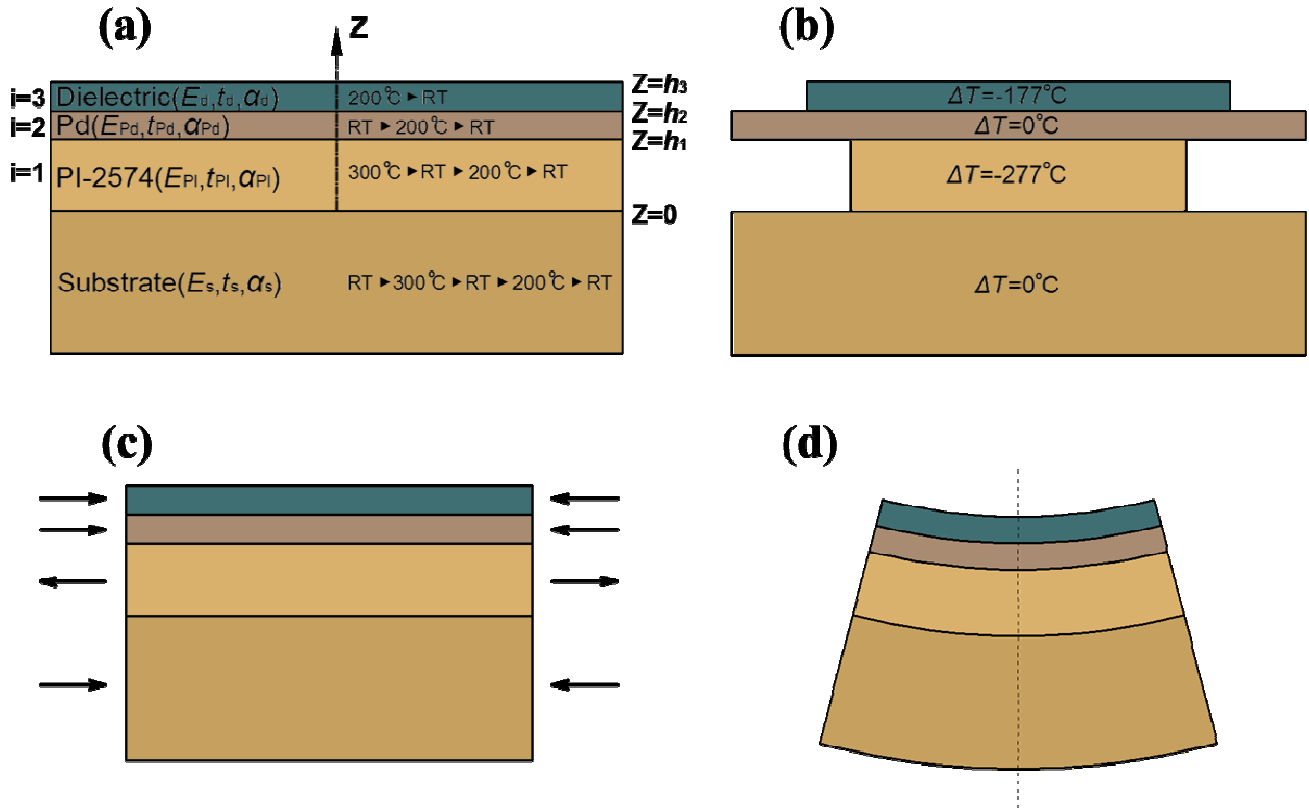 (a)
Z
i=3 Dielectric(Ed,td,αd) 200℃ ► RT Z=h3
Z=h2
i=2 Pd(EPd,tPd,αPd) RT ► 200℃ ► RT
Z=h1
i=1 PI-2574(EPI,tPI,αPI) 300℃ ► RT ► 200℃ ► RT
Z=0
Substrate(Es,ts,αs) RT ► 300℃ ► RT ► 200℃ ► RT
(b)
ΔT=-177℃
ΔT=0℃
ΔT=-277℃
ΔT=0℃
(c)
(d)